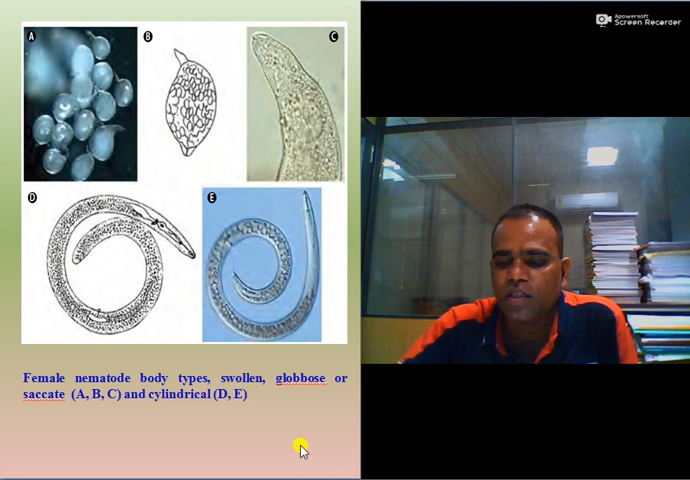 A
B
C
Apowersoft
Screen Recorder
D
E
Female nematode body types, swollen, globbose or
saccate (A, B, C) and cylindrical (D, E)